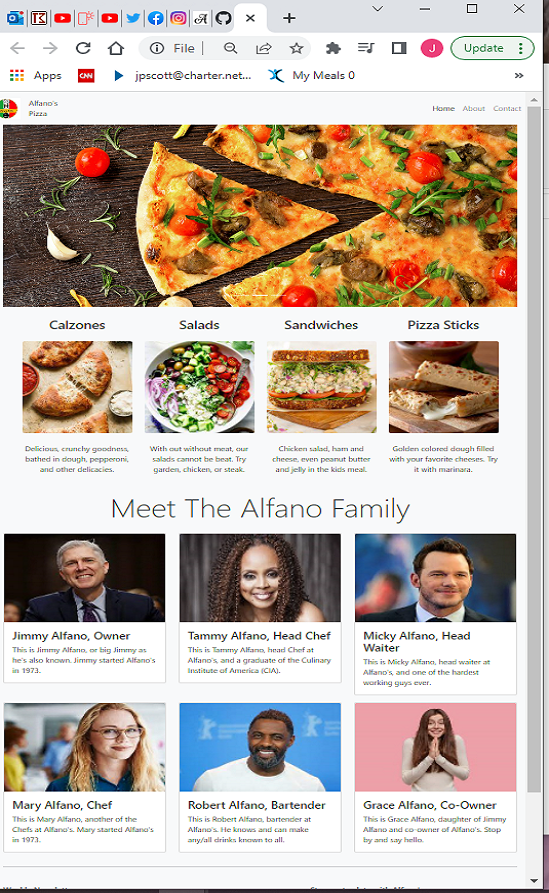 File
J
Update
Apps
CNN
jpscott@charter.net...
My Meals 0
»
Alfano's
Pizza
Home About Contact
Calzones
Salads
Sandwiches
Pizza Sticks
Delicious, crunchy goodness,
bathed in dough, pepperoni,
and other delicacies.
With out without meat, our
salads cannot be beat. Try
garden, chicken, or steak.
Chicken salad, ham and
cheese, even peanut butter
and jelly in the kids meal.
Golden colored dough filled
with your favorite cheeses. Try
it with marinara.
Meet The Alfano Family
Jimmy Alfano, Owner
This is Jimmy Alfano, or big Jimmy as
he's also known. Jimmy started Alfano's
in 1973.
Tammy Alfano, Head Chef
This is Tammy Alfano, head Chef at
Alfano's, and a graduate of the Culinary
Institute of America (CIA).
Micky Alfano, Head
Waiter
This is Micky Alfano, head waiter at
Alfano's, and one of the hardest
working guys ever.
Mary Alfano, Chef
This is Mary Alfano, another of the
Chefs at Alfano's. Mary started Alfano's
in 1973.
Robert Alfano, Bartender
This is Robert Alfano, bartender at
Alfano's. He knows and can make
any/all drinks known to all.
Grace Alfano, Co-Owner
This is Grace Alfano, daughter of Jimmy
Alfano and co-owner of Alfano's. Stop
by and say hello.